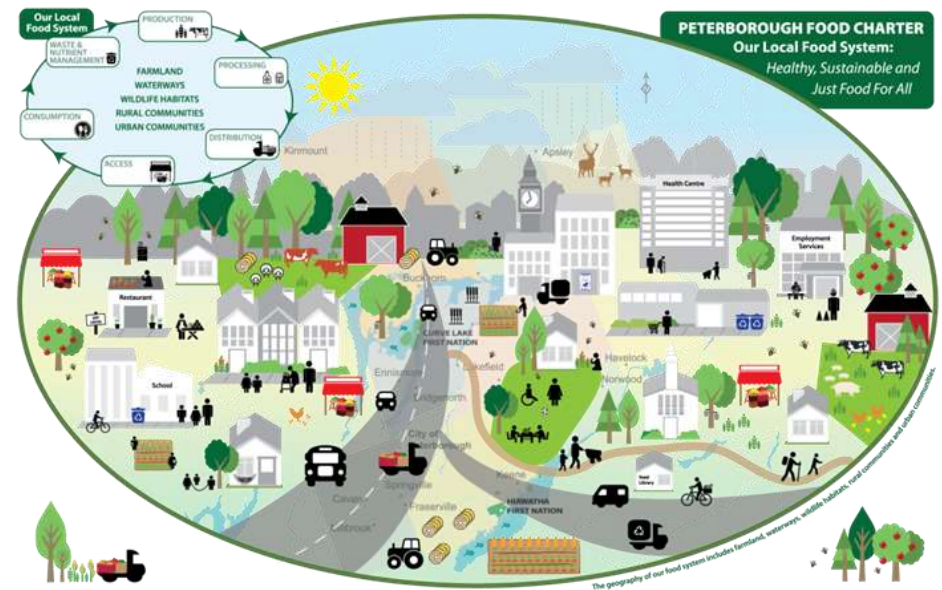 Our Local
Food System
PRODUCTION
WASTE &
NUTRIENT
MANAGEMENT
PROCESSING
FARMLAND
WATERWAYS
WILDLIFE HABITATS
RURAL COMMUNITIES
URBAN COMMUNITIES
CONSUMPTION
DISTRIBUTION
ACCESS
PETERBOROUGH FOOD CHARTER
Our Local Food System:
Healthy, Sustainable and
Just Food For All
Kinmount
Apsley
Health Centre
Employment
Services
Buckhorn
Restaurant
CURVE LAKE
FIRST NATION
Lakefield
Havelock
Norwood
Ennismore
School
Bridgenorth
City of
Peterborough
Keene
Food
Library
Springville
Cavan
Fraserville
HIAWATHA
FIRST NATION
Millbrook
The geography of our food system includes farmland, waterways, wildlife habitats, rural communities and urban communities.